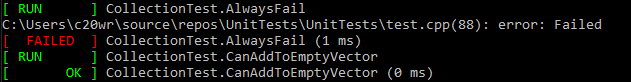 [ RUN      ] CollectionTest.AlwaysFail
C:\Users\c20wr\source\repos\UnitTests\UnitTests\test.cpp(88): error: Failed
[  FAILED  ] CollectionTest.AlwaysFail (1 ms)
[ RUN      ] CollectionTest.CanAddToEmptyVector
[       OK ] CollectionTest.CanAddToEmptyVector (0 ms)